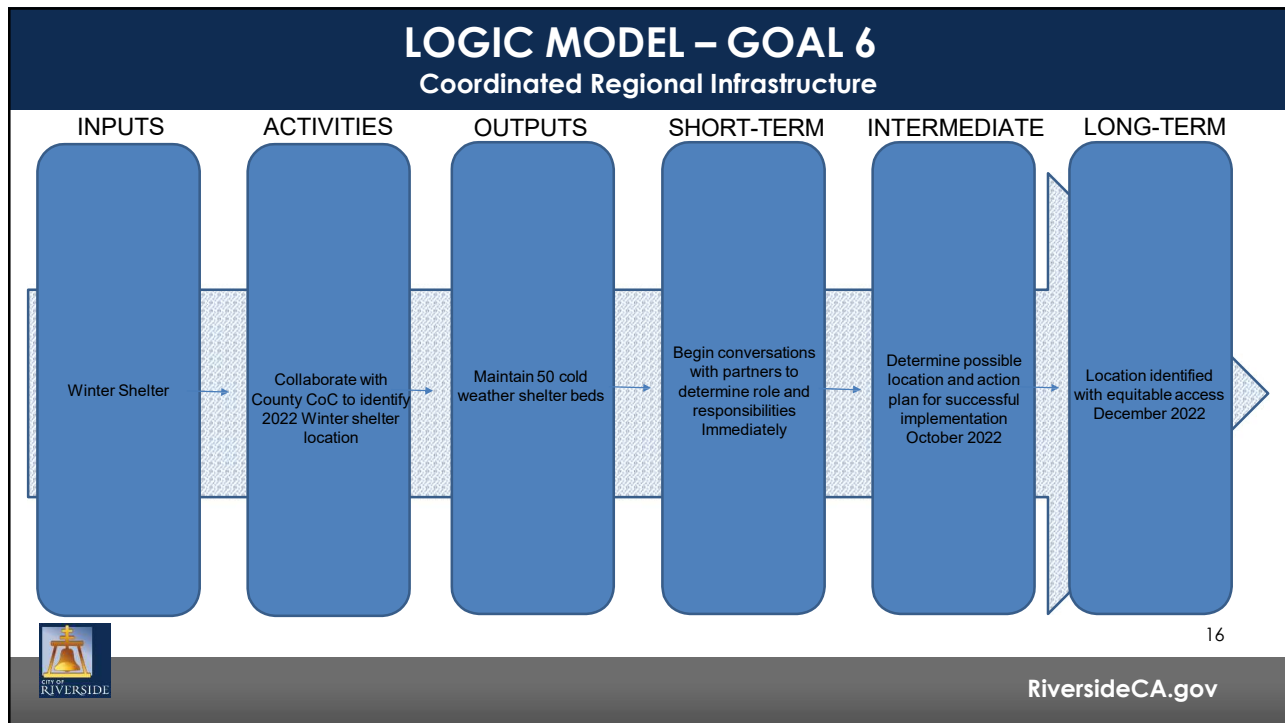 LOGIC MODEL – GOAL 6
Coordinated Regional Infrastructure
INPUTS
Winter Shelter
ACTIVITIES
Collaborate with
County CoC to identify
2022 Winter shelter
location
OUTPUTS
Maintain 50 cold
weather shelter beds
SHORT-TERM
Begin conversations
with partners to
determine role and
responsibilities
Immediately
INTERMEDIATE
Determine possible
location and action
plan for successful
implementation
October 2022
LONG-TERM
Location identified
with equitable access
December 2022
16
CITY OF
RIVERSIDE
RiversideCA.gov